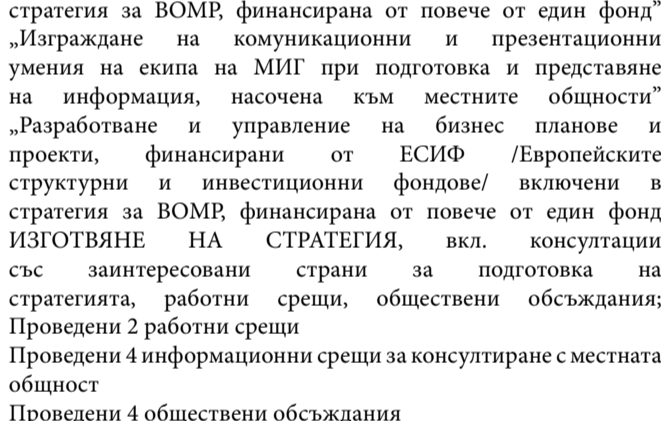 стратегия за ВОМР, финансирана от повече от един фонд”
„Изграждане на комуникационни и презентационни
умения на екипа на МИГ при подготовка и представяне
на информация, насочена към местните общности”
„Разработване и управление на бизнес планове и
проекти, финансирани от ЕСИФ /Европейските
структурни и инвестиционни фондове/ включени в
стратегия за ВОМР, финансирана от повече от един фонд
ИЗГОТВЯНЕ НА СТРАТЕГИЯ, вкл. консултации
със заинтересовани страни за подготовка на
стратегията, работни срещи, обществени обсъждания;
Проведени 2 работни срещи
Проведени 4 информационни срещи за консултиране с местната
общност
Проведени 4 обществени обсъждания